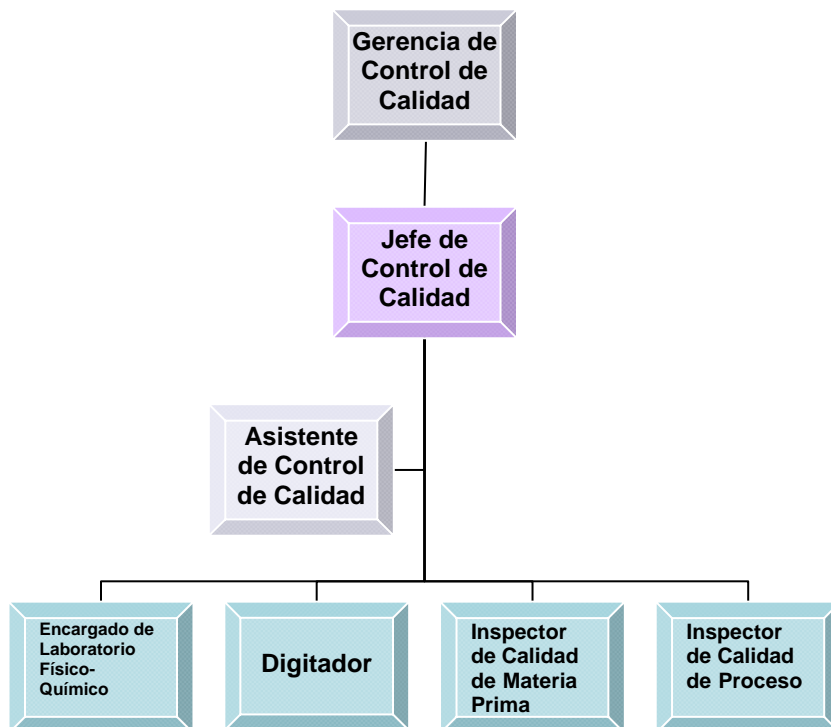 Gerencia de
Control de
Calidad
Jefe de
Control de
Calidad
Asistente
de Control
de Calidad
Encargado de
Laboratorio
Físico-
Químico
Digitador
Inspector
de Calidad
de Materia
Prima
Inspector
de Calidad
de Proceso